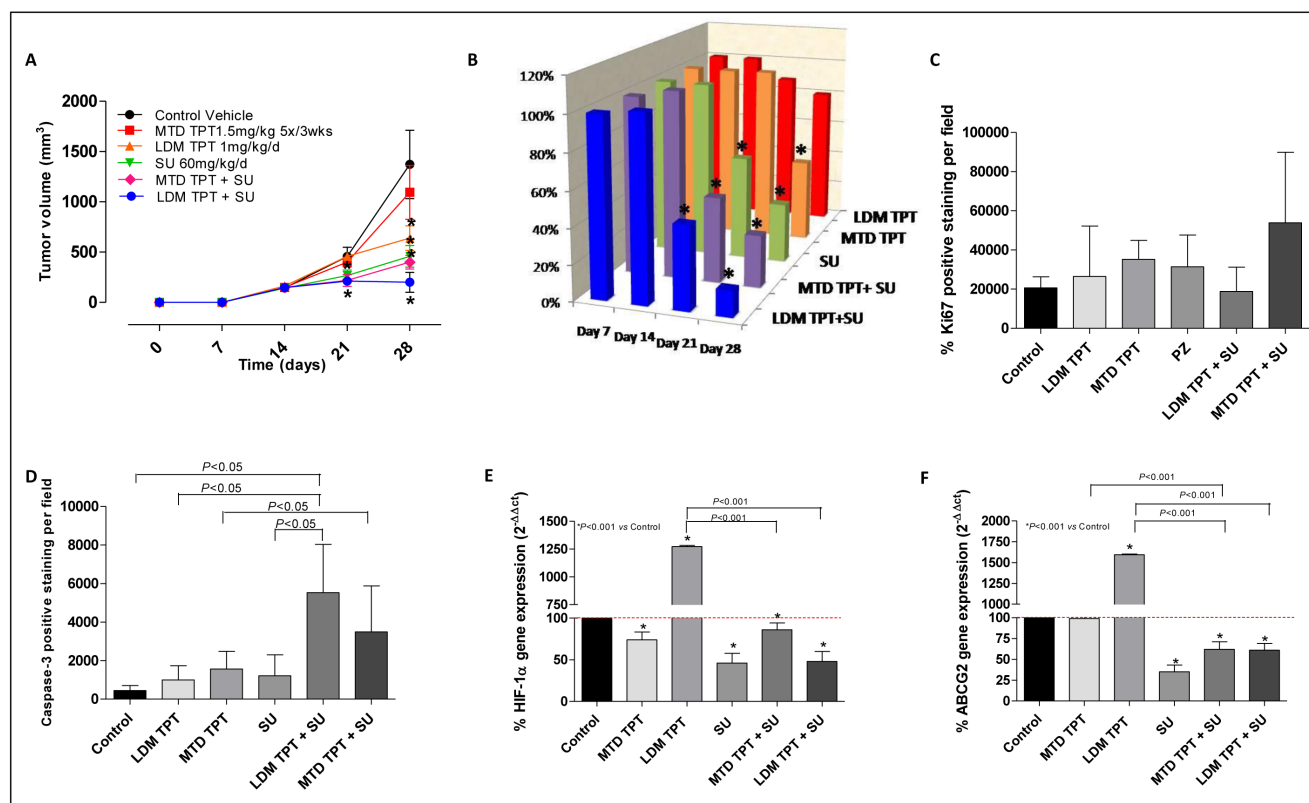 A
Tumor volume (mm³)
2000
1500
1000
500
0
Control Vehicle
MTD TPT1.5mg/kg 5x/3wks
LDM TPT 1mg/kg/d
SU 60mg/kg/d
MTD TPT + SU
LDM TPT + SU
*
*
*
*
*
*
0
7
14
21
28
Time (days)
B
120%
100%
80%
60%
40%
20%
0%
*
*
*
*
*
*
*
LDM TPT
MTD TPT
SU
MTD TPT+ SU
LDM TPT+SU
Day 7
Day 14
Day 21
Day 28
C
% Ki67 positive staining per field
100000
80000
60000
40000
20000
0
Control
LDM TPT
MTD TPT
PZ
LDM TPT + SU
MTD TPT + SU
D
Caspase-3 positive staining per field
P<0.05
P<0.05
P<0.05
P<0.05
10000
8000
6000
4000
2000
0
Control
LDM TPT
MTD TPT
SU
LDM TPT + SU
MTD TPT + SU
E
% HIF-1α gene expression (2^-ΔΔct)
P<0.001
P<0.001
*P<0.001 vs Control
1500
1250
1000
750
100
50
0
*
*
*
*
*
Control
MTD TPT
LDM TPT
SU
MTD TPT + SU
LDM TPT + SU
F
% ABCG2 gene expression (2^-ΔΔct)
P<0.001
P<0.001
P<0.001
*P<0.001 vs Control
2000
1750
1500
1250
1000
100
75
50
25
0
*
*
*
*
Control
MTD TPT
LDM TPT
SU
MTD TPT + SU
LDM TPT + SU